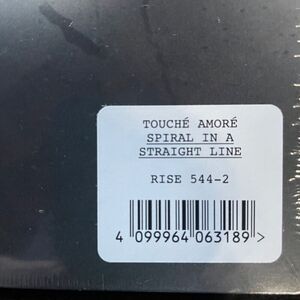 TOUCHÉ AMORÉ
SPIRAL IN A
STRAIGHT LINE
RISE 544-2
4 099964 063189 >